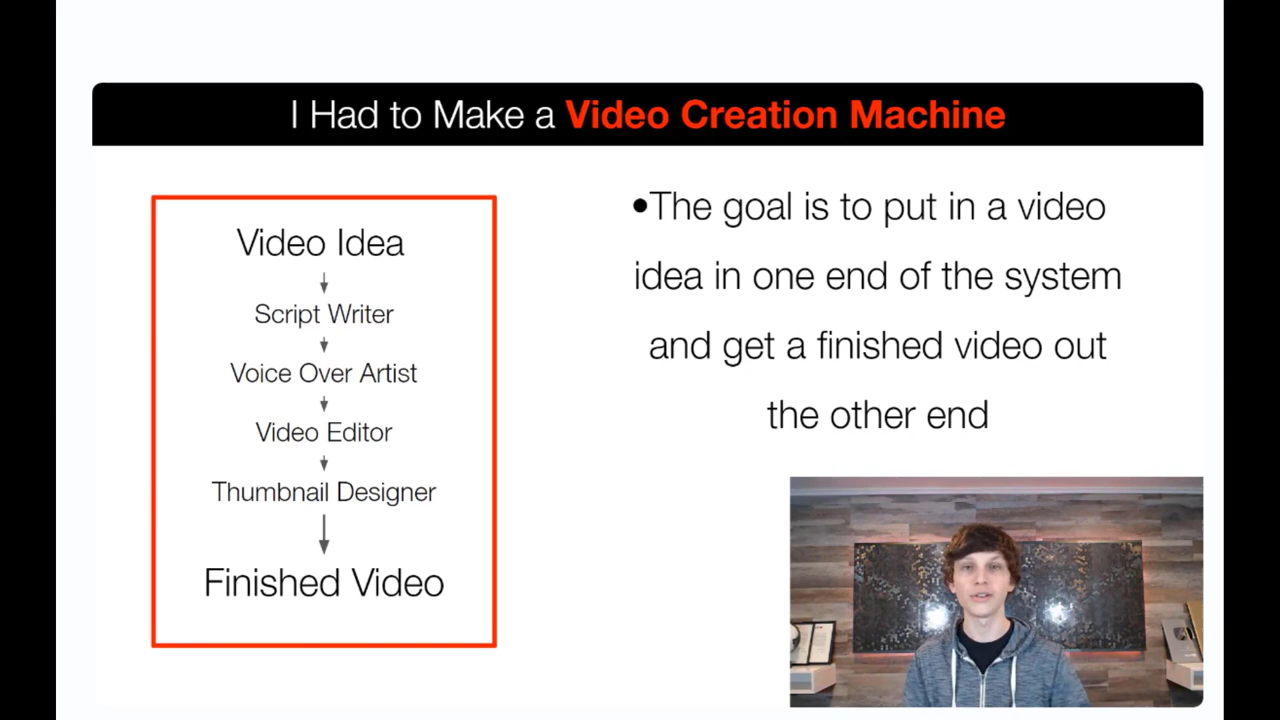 I Had to Make a Video Creation Machine
Video Idea
Script Writer
Voice Over Artist
Video Editor
Thumbnail Designer
Finished Video
•The goal is to put in a video
idea in one end of the system
and get a finished video out
the other end